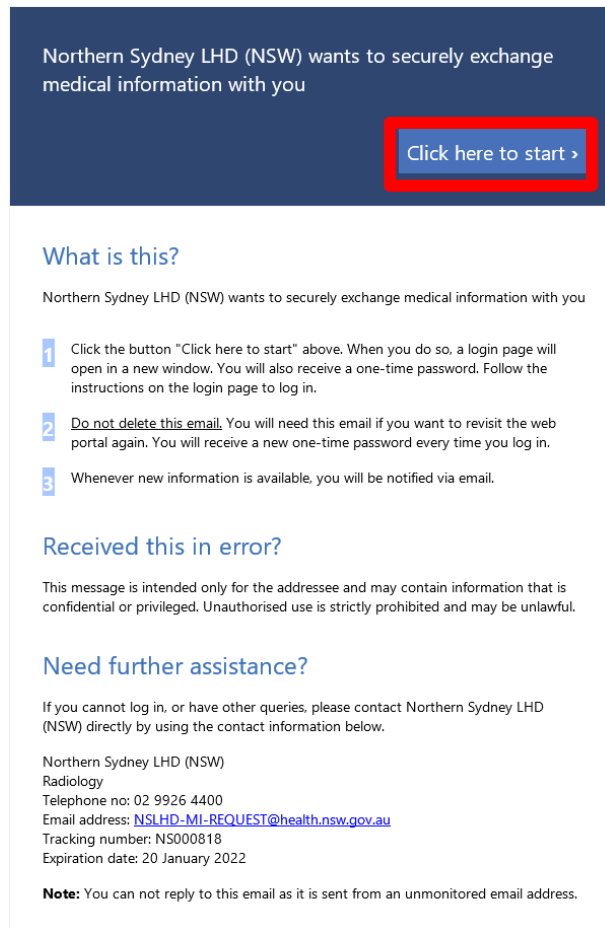 Northern Sydney LHD (NSW) wants to securely exchange
medical information with you
Click here to start ›
What is this?
Northern Sydney LHD (NSW) wants to securely exchange medical information with you
1 Click the button "Click here to start" above. When you do so, a login page will
open in a new window. You will also receive a one-time password. Follow the
instructions on the login page to log in.
2 Do not delete this email. You will need this email if you want to revisit the web
portal again. You will receive a new one-time password every time you log in.
3 Whenever new information is available, you will be notified via email.
Received this in error?
This message is intended only for the addressee and may contain information that is
confidential or privileged. Unauthorised use is strictly prohibited and may be unlawful.
Need further assistance?
If you cannot log in, or have other queries, please contact Northern Sydney LHD
(NSW) directly by using the contact information below.
Northern Sydney LHD (NSW)
Radiology
Telephone no: 02 9926 4400
Email address: NSLHD-MI-REQUEST@health.nsw.gov.au
Tracking number: NS000818
Expiration date: 20 January 2022
Note: You can not reply to this email as it is sent from an unmonitored email address.